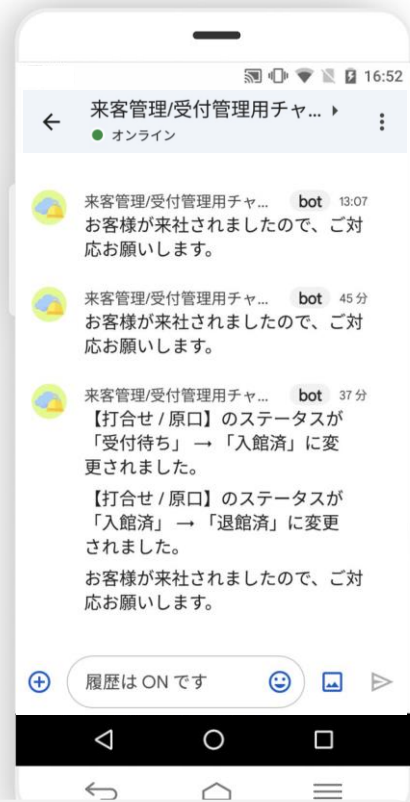 16:52
来客管理/受付管理用チャ...
オンライン
来客管理/受付管理用チャ... bot 13:07
お客様が来社されましたので、ご対
応お願いします。
来客管理/受付管理用チャ... bot 45 分
お客様が来社されましたので、ご対
応お願いします。
来客管理/受付管理用チャ... bot 37 分
【打合せ / 原口】のステータスが
「受付待ち」 → 「入館済」に変
更されました。
【打合せ / 原口】のステータスが
「入館済」 → 「退館済」に変更
されました。
お客様が来社されましたので、ご対
応お願いします。
履歴は ON です